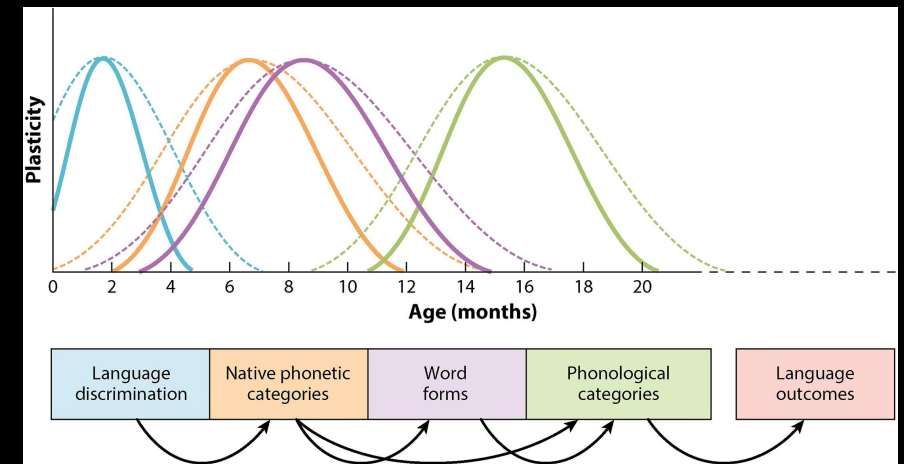 Plasticity
0 2 4 6 8 10 12 14 16 18 20
Age (months)
Language
discrimination
Native phonetic
categories
Word
forms
Phonological
categories
Language
outcomes